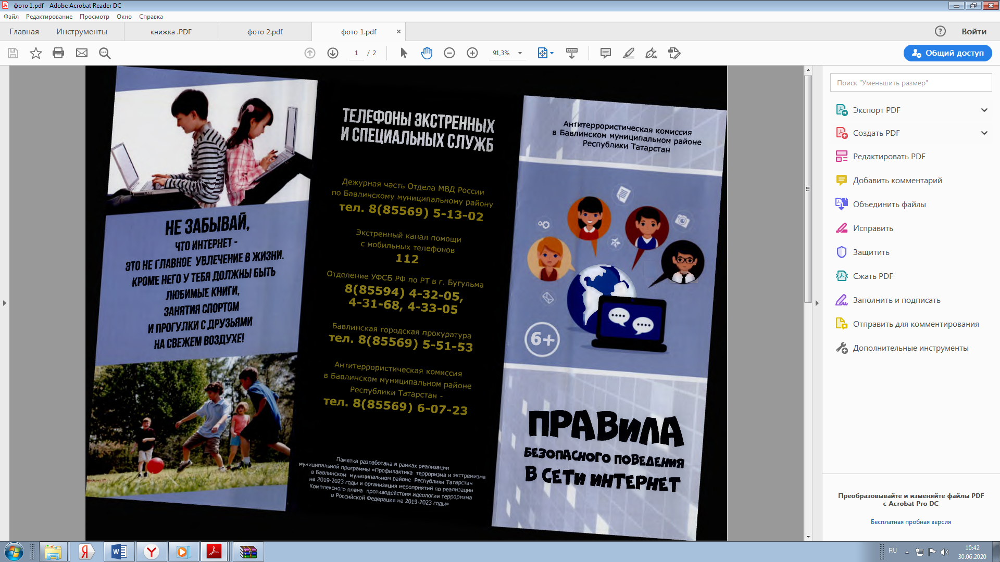 фото 1.pdf - Adobe Acrobat Reader DC
Файл Редактирование Просмотр Окно Справка
Главная Инструменты книжка .PDF фото 2.pdf фото 1.pdf Войти
1 / 2 91,3% Общий доступ
НЕ ЗАБЫВАЙ,
ЧТО ИНТЕРНЕТ -
ЭТО НЕ ГЛАВНОЕ УВЛЕЧЕНИЕ В ЖИЗНИ.
КРОМЕ НЕГО У ТЕБЯ ДОЛЖНЫ БЫТЬ
ЛЮБИМЫЕ КНИГИ,
ЗАНЯТИЯ СПОРТОМ
И ПРОГУЛКИ С ДРУЗЬЯМИ
НА СВЕЖЕМ ВОЗДУХЕ!
ТЕЛЕФОНЫ ЭКСТРЕННЫХ
И СПЕЦИАЛЬНЫХ СЛУЖБ
Дежурная часть Отдела МВД России
по Бавлинскому муниципальному району
тел. 8(85569) 5-13-02
Экстренный канал помощи
с мобильных телефонов
112
Отделение УФСБ РФ по РТ в г. Бугульма
8(85594) 4-32-05,
4-31-68, 4-33-05
Бавлинская городская прокуратура
тел. 8(85569) 5-51-53
Антитеррористическая комиссия
в Бавлинском муниципальном районе
Республики Татарстан -
тел. 8(85569) 6-07-23
Памятка разработана в рамках реализации
муниципальной программы «Профилактика терроризма и экстремизма
в Бавлинском муниципальном районе Республики Татарстан
на 2019-2023 годы и организация мероприятий по реализации
Комплексного плана противодействия идеологии терроризма
в Российской Федерации на 2019-2023 годы»
Антитеррористическая комиссия
в Бавлинском муниципальном районе
Республики Татарстан
6+
ПРАВИЛА
БЕЗОПАСНОГО ПОВЕДЕНИЯ
В СЕТИ ИНТЕРНЕТ
Поиск "Уменьшить размер"
Экспорт PDF
Создать PDF
Редактировать PDF
Добавить комментарий
Объединить файлы
Исправить
Защитить
Сжать PDF
Заполнить и подписать
Отправить для комментирования
Дополнительные инструменты
Преобразовывайте и изменяйте файлы PDF
с Acrobat Pro DC
Бесплатная пробная версия
RU
10:42
30.06.2020